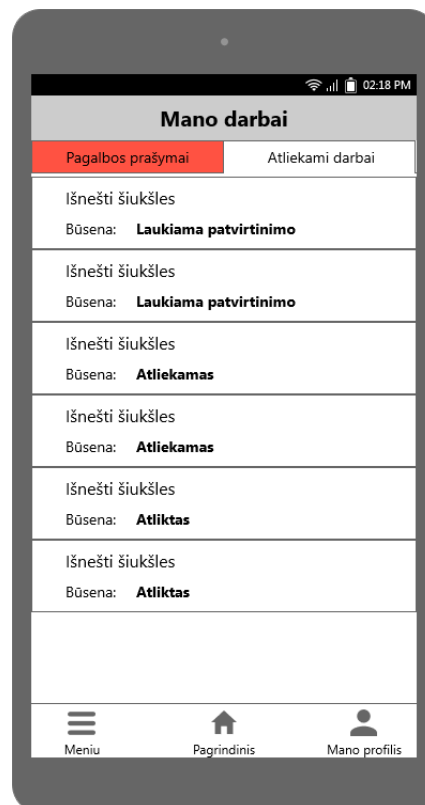 02:18 PM
Mano darbai
Pagalbos prašymai Atliekami darbai
Išnešti šiukšles
Būsena: Laukiama patvirtinimo
Išnešti šiukšles
Būsena: Laukiama patvirtinimo
Išnešti šiukšles
Būsena: Atliekamas
Išnešti šiukšles
Būsena: Atliekamas
Išnešti šiukšles
Būsena: Atliktas
Išnešti šiukšles
Būsena: Atliktas
Meniu Pagrindinis Mano profilis